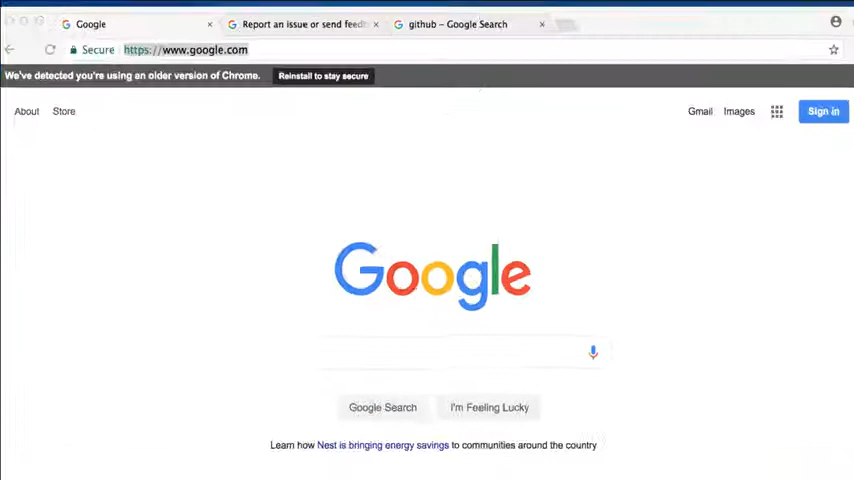 Google
Report an issue or send feedb
github – Google Search
Secure https://www.google.com
We've detected you're using an older version of Chrome. Reinstall to stay secure
About Store Gmail Images Sign in
Google
Google Search I'm Feeling Lucky
Learn how Nest is bringing energy savings to communities around the country